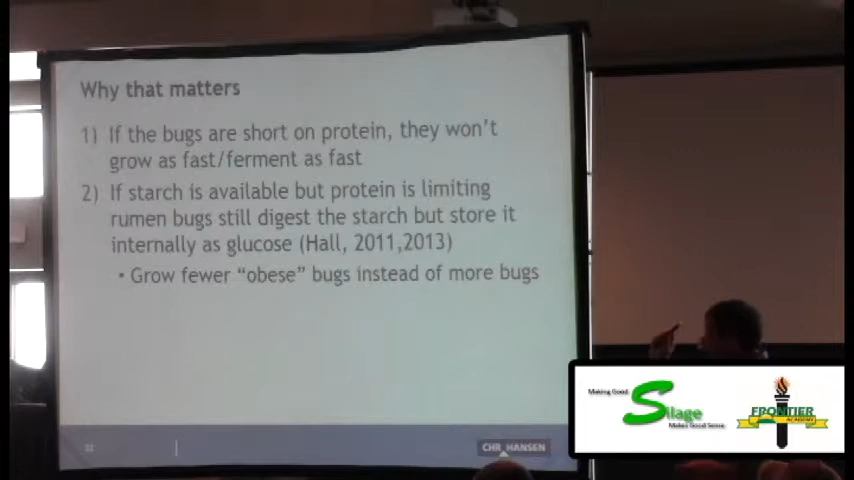 Why that matters
1) If the bugs are short on protein, they won't
grow as fast/ferment as fast
2) If starch is available but protein is limiting
rumen bugs still digest the starch but store it
internally as glucose (Hall, 2011,2013)
• Grow fewer “obese” bugs instead of more bugs
CHR HANSEN
Making Good
Silage
Makes Good Sense
FRONTIER
ACADEMY